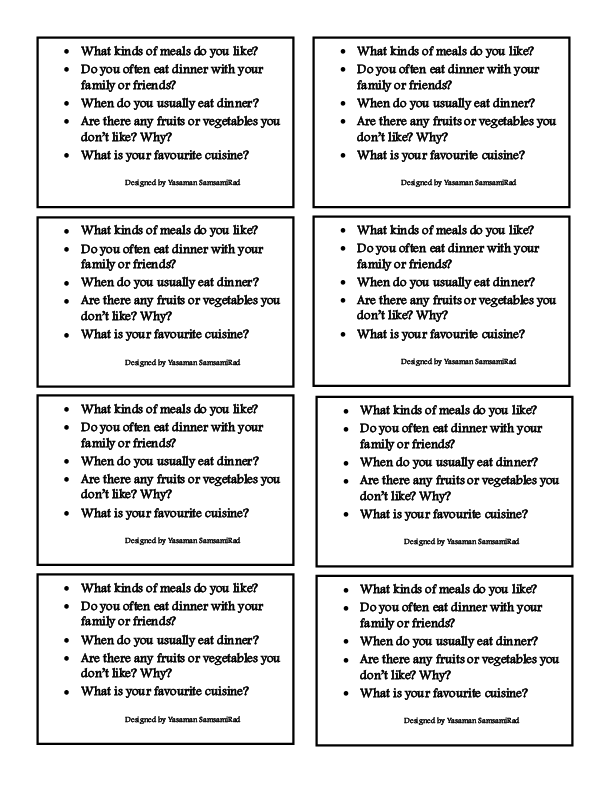 • What kinds of meals do you like?
• Do you often eat dinner with your
family or friends?
• When do you usually eat dinner?
• Are there any fruits or vegetables you
don't like? Why?
• What is your favourite cuisine?
Designed by Yasaman SamsamiRad
• What kinds of meals do you like?
• Do you often eat dinner with your
family or friends?
• When do you usually eat dinner?
• Are there any fruits or vegetables you
don't like? Why?
• What is your favourite cuisine?
Designed by Yasaman SamsamiRad
• What kinds of meals do you like?
• Do you often eat dinner with your
family or friends?
• When do you usually eat dinner?
• Are there any fruits or vegetables you
don't like? Why?
• What is your favourite cuisine?
Designed by Yasaman SamsamiRad
• What kinds of meals do you like?
• Do you often eat dinner with your
family or friends?
• When do you usually eat dinner?
• Are there any fruits or vegetables you
don't like? Why?
• What is your favourite cuisine?
Designed by Yasaman SamsamiRad
• What kinds of meals do you like?
• Do you often eat dinner with your
family or friends?
• When do you usually eat dinner?
• Are there any fruits or vegetables you
don't like? Why?
• What is your favourite cuisine?
Designed by Yasaman SamsamiRad
• What kinds of meals do you like?
• Do you often eat dinner with your
family or friends?
• When do you usually eat dinner?
• Are there any fruits or vegetables you
don't like? Why?
• What is your favourite cuisine?
Designed by Yasaman SamsamiRad
• What kinds of meals do you like?
• Do you often eat dinner with your
family or friends?
• When do you usually eat dinner?
• Are there any fruits or vegetables you
don't like? Why?
• What is your favourite cuisine?
Designed by Yasaman SamsamiRad
• What kinds of meals do you like?
• Do you often eat dinner with your
family or friends?
• When do you usually eat dinner?
• Are there any fruits or vegetables you
don't like? Why?
• What is your favourite cuisine?
Designed by Yasaman SamsamiRad